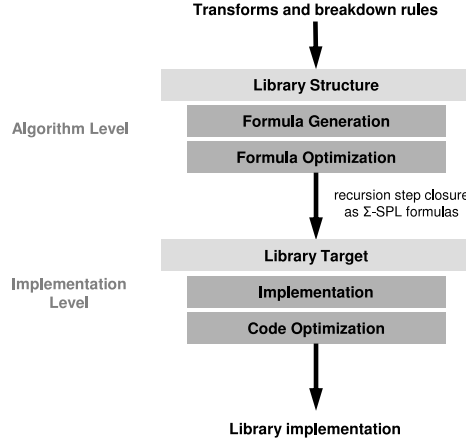 Transforms and breakdown rules
Library Structure
Algorithm Level
Formula Generation
Formula Optimization
recursion step closure
as Σ-SPL formulas
Library Target
Implementation
Level
Implementation
Code Optimization
Library implementation